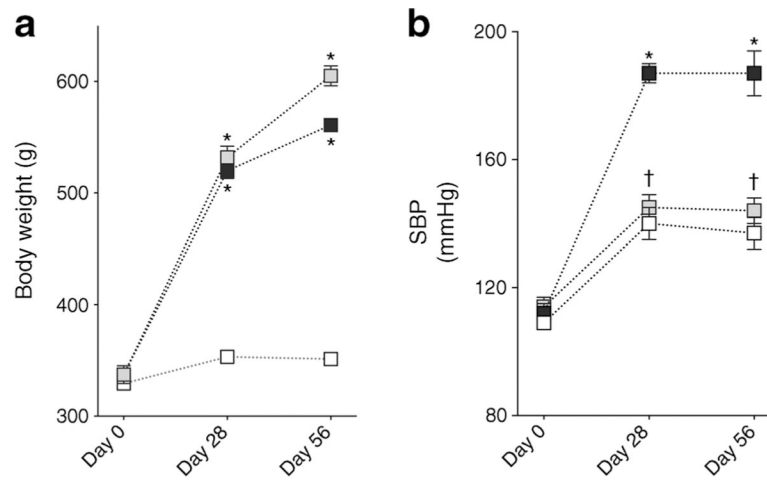 a
Body weight (g)
600
500
400
300
*
*
*
*
Day 0
Day 28
Day 56
b
SBP
(mmHg)
200
160
120
80
*
*
†
†
Day 0
Day 28
Day 56